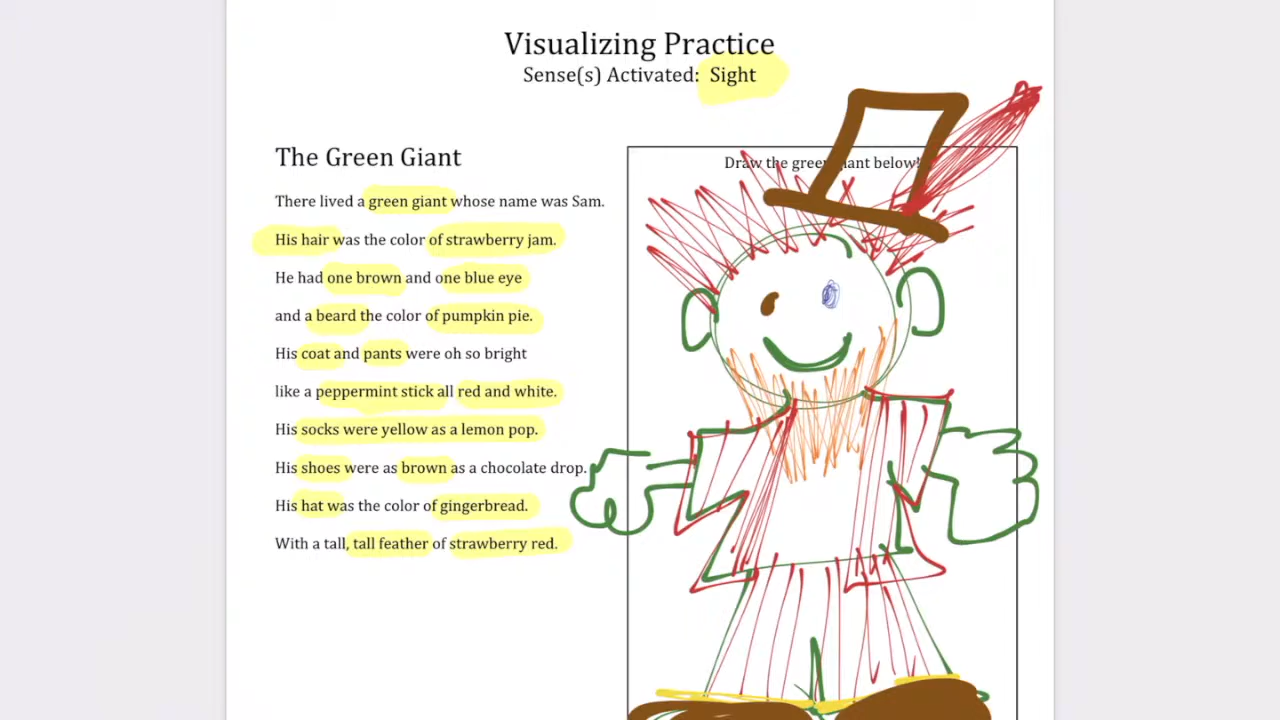 Visualizing Practice
Sense(s) Activated: Sight
The Green Giant
There lived a green giant whose name was Sam.
His hair was the color of strawberry jam.
He had one brown and one blue eye
and a beard the color of pumpkin pie.
His coat and pants were oh so bright
like a peppermint stick all red and white.
His socks were yellow as a lemon pop.
His shoes were as brown as a chocolate drop.
His hat was the color of gingerbread.
With a tall, tall feather of strawberry red.
Draw the green giant below!